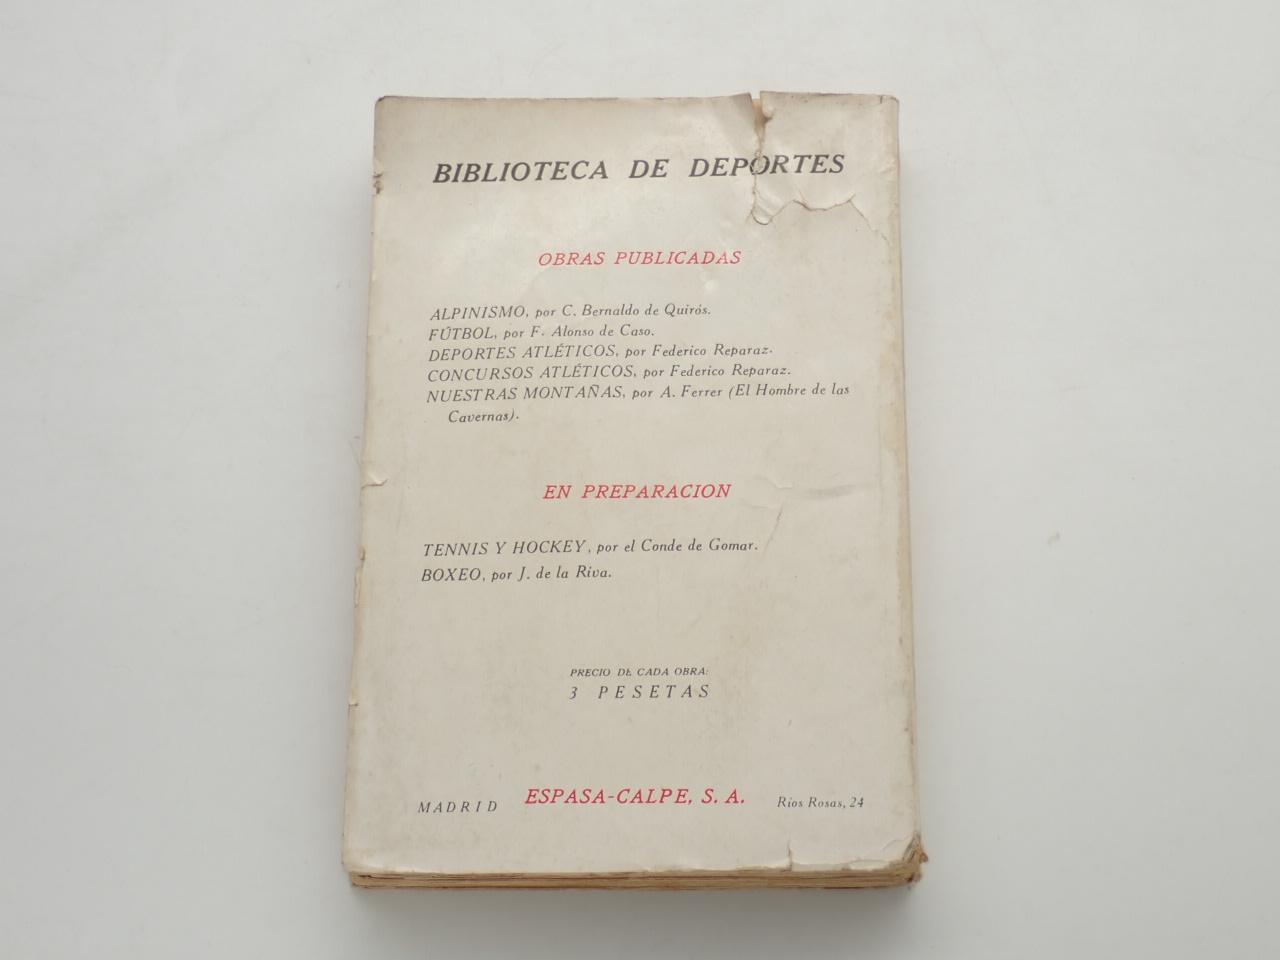 BIBLIOTECA DE DEPORTES
OBRAS PUBLICADAS
ALPINISMO, por C. Bernaldo de Quirós.
FÚTBOL, por F. Alonso de Caso.
DEPORTES ATLÉTICOS, por Federico Reparaz.
CONCURSOS ATLÉTICOS, por Federico Reparaz.
NUESTRAS MONTAÑAS, por A. Ferrer (El Hombre de las
Cavernas).
EN PREPARACION
TENNIS Y HOCKEY, por el Conde de Gomar.
BOXEO, por J. de la Riva.
PRECIO DE CADA OBRA:
3 PESETAS
MADRID ESPASA-CALPE, S. A. Ríos Rosas, 24